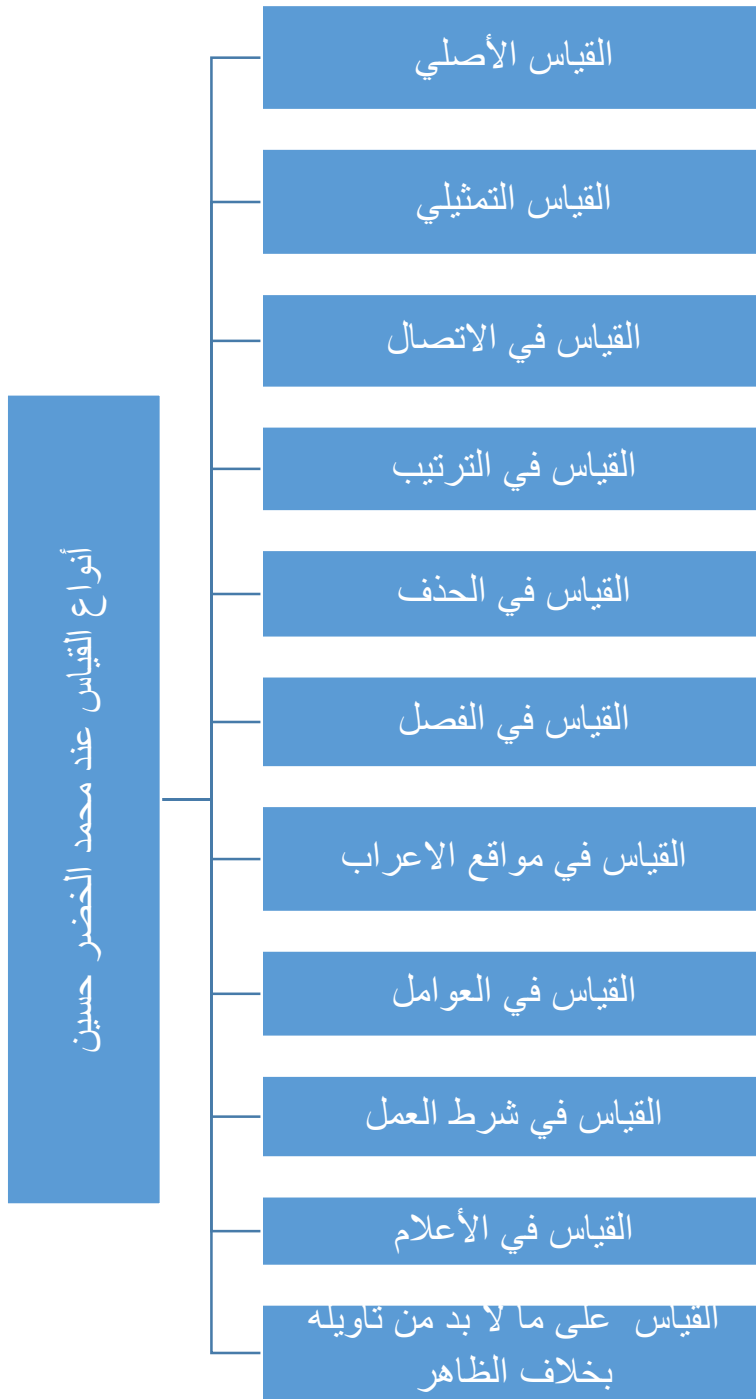 أنواع القياس عند محمد الخضر حسين
القياس الأصلي
القياس التمثيلي
القياس في الاتصال
القياس في الترتيب
القياس في الحذف
القياس في الفصل
القياس في مواقع الاعراب
القياس في العوامل
القياس في شرط العمل
القياس في الأعلام
القياس على ما لا بد من تاويله
بخلاف الظاهر